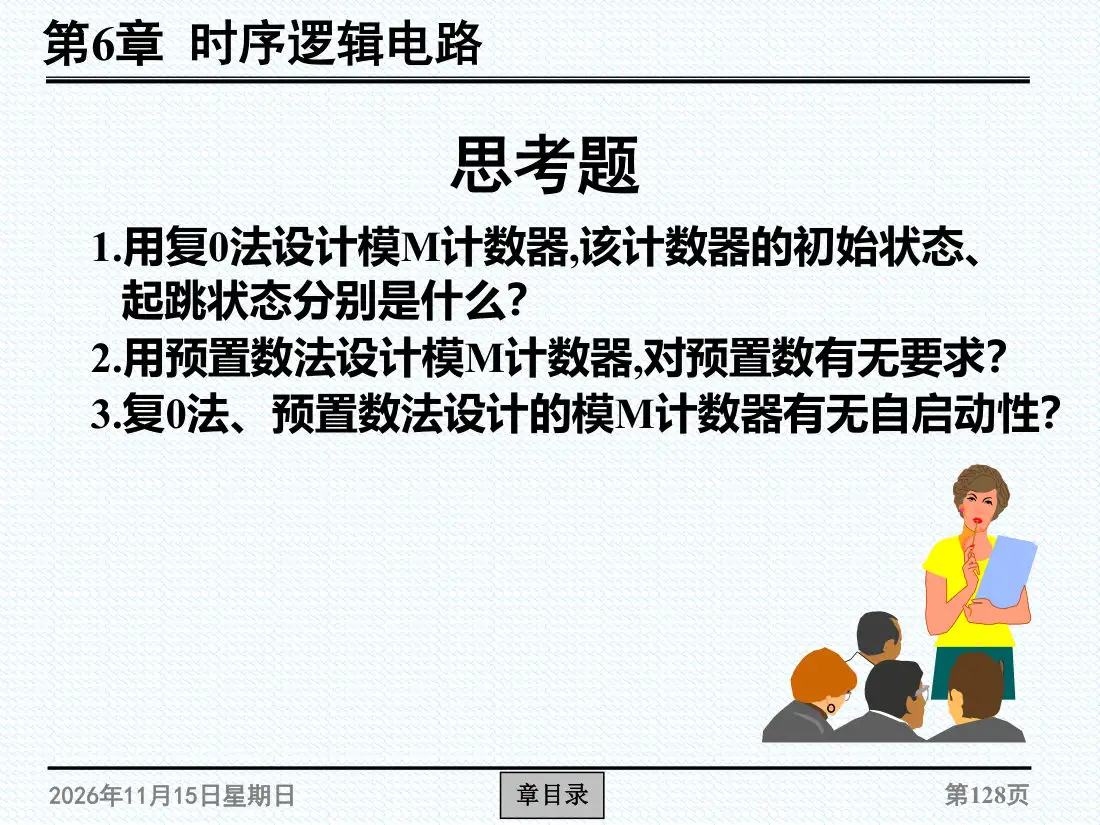 第6章 时序逻辑电路
思考题
1.用复0法设计模M计数器,该计数器的初始状态、
起跳状态分别是什么?
2.用预置数法设计模M计数器,对预置数有无要求?
3.复0法、预置数法设计的模M计数器有无自启动性?
2026年11月15日星期日
章目录
第128页